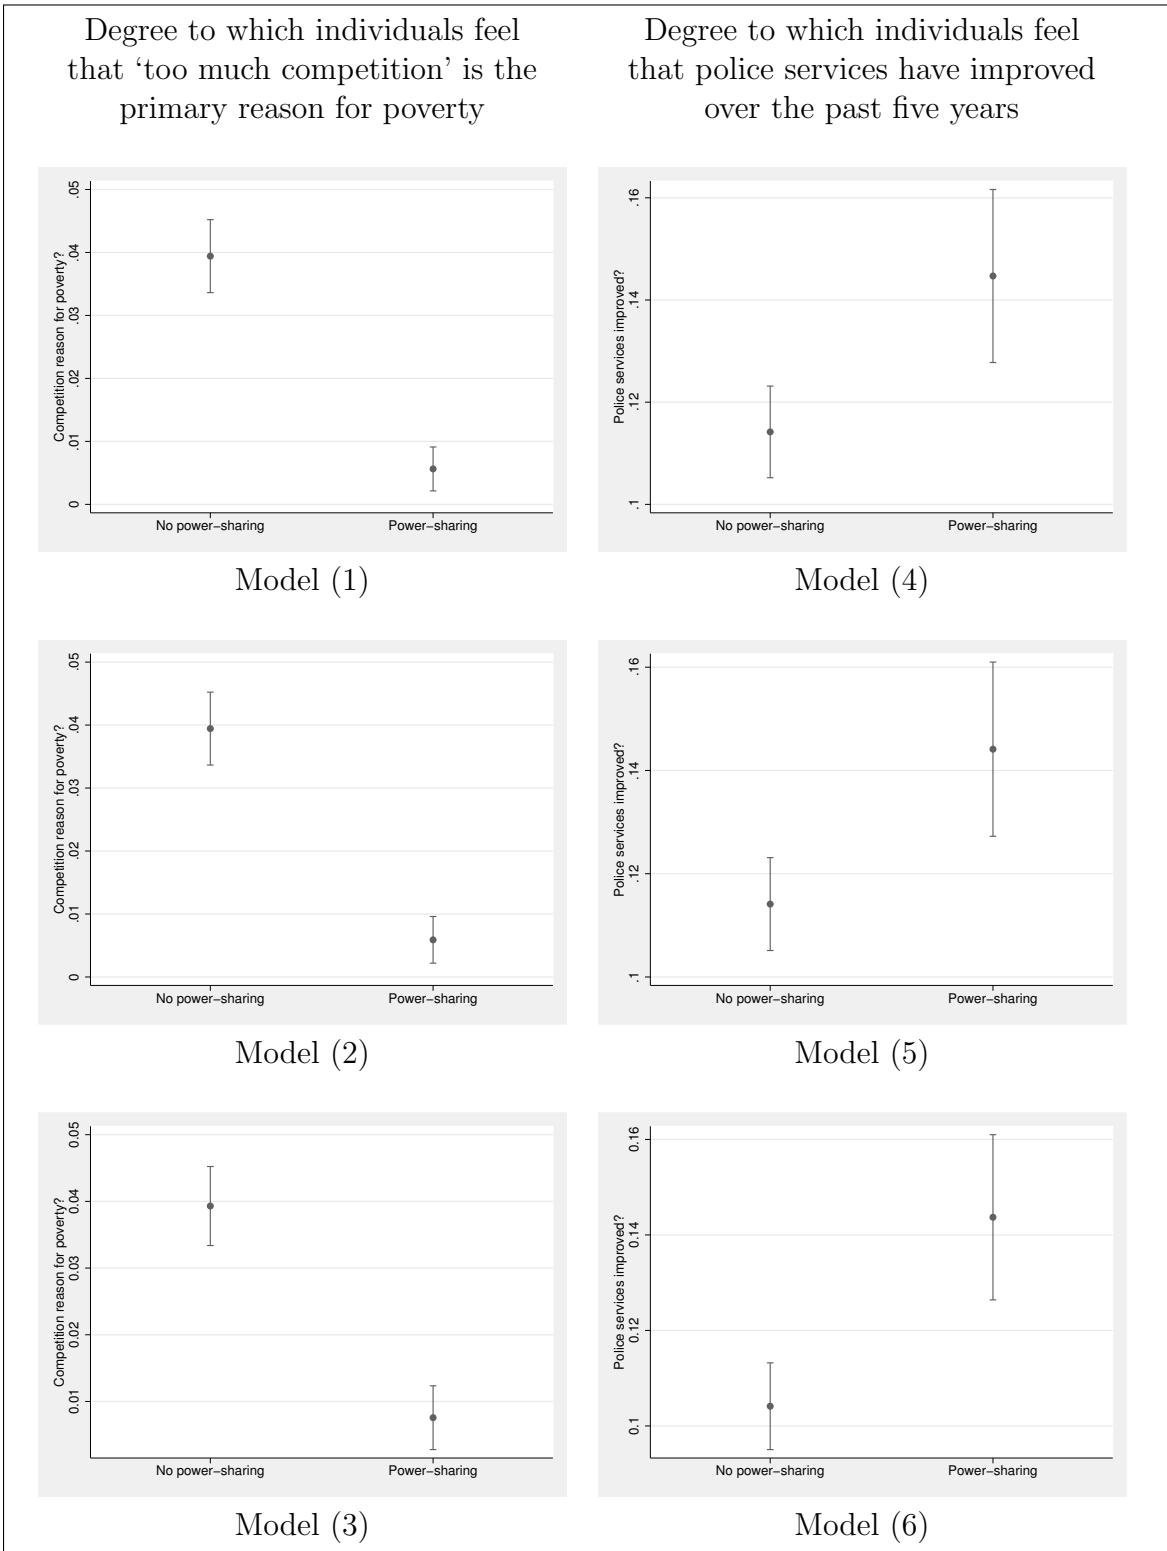 Degree to which individuals feel
that ‘too much competition’ is the
primary reason for poverty
Degree to which individuals feel
that police services have improved
over the past five years
Competition reason for poverty?
.05
.04
.03
.02
.01
0
No power−sharing
Power−sharing
Model (1)
Police services improved?
.16
.14
.12
.1
No power−sharing
Power−sharing
Model (4)
Competition reason for poverty?
.05
.04
.03
.02
.01
0
No power−sharing
Power−sharing
Model (2)
Police services improved?
.16
.14
.12
.1
No power−sharing
Power−sharing
Model (5)
Competition reason for poverty?
0.05
0.04
0.03
0.02
0.01
No power−sharing
Power−sharing
Model (3)
Police services improved?
0.16
0.14
0.12
0.1
No power−sharing
Power−sharing
Model (6)